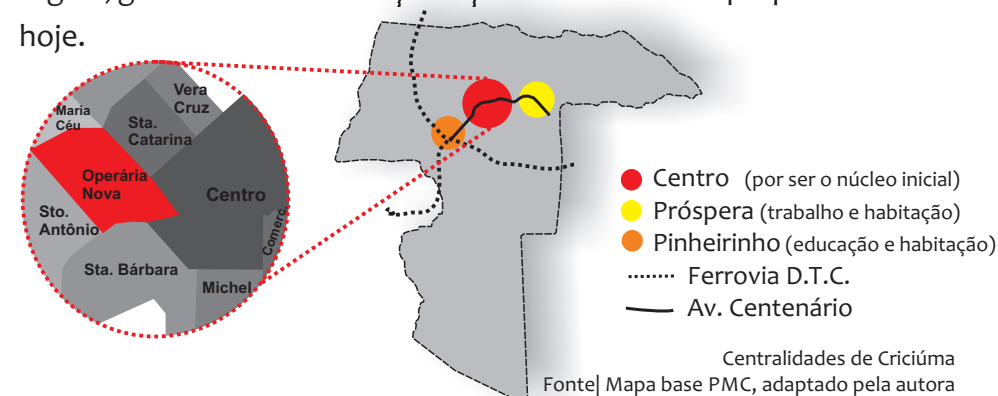 hoje.
Vera
Cruz
Maria
Céu
Sta.
Catarina
Operária
Nova
Centro
Sto.
Antônio
Comerc.
Sta. Bárbara
Michel
Centro (por ser o núcleo inicial)
Próspera (trabalho e habitação)
Pinheirinho (educação e habitação)
Ferrovia D.T.C.
Av. Centenário
Centralidades de Criciúma
Fonte| Mapa base PMC, adaptado pela autora